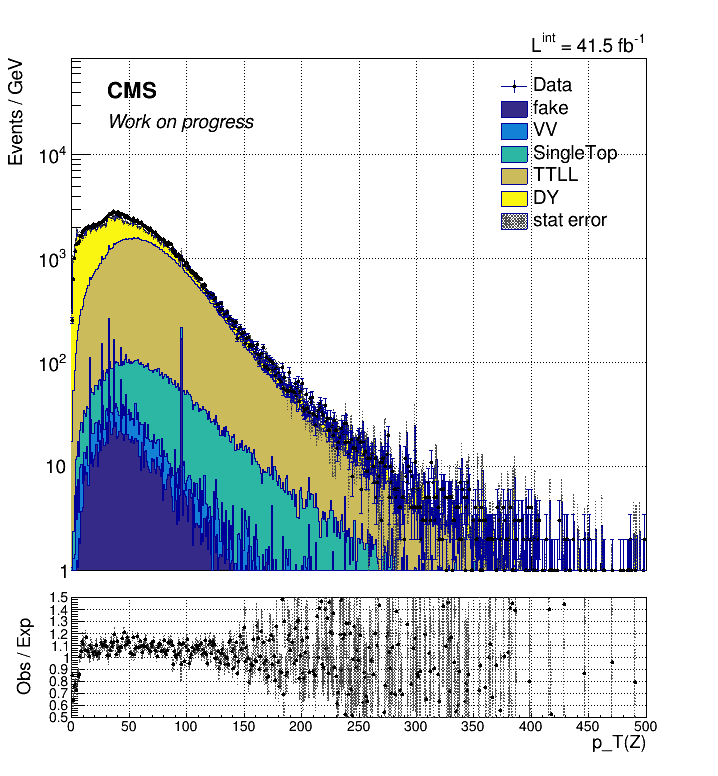 L^int = 41.5 fb^-1
Events / GeV
CMS
Work on progress
Data
fake
VV
SingleTop
TTLL
DY
stat error
10^4
10^3
10^2
10
1
Obs / Exp
1.5
1.4
1.3
1.2
1.1
1
0.9
0.8
0.7
0.6
0.5
0 50 100 150 200 250 300 350 400 450 500
p_T(Z)